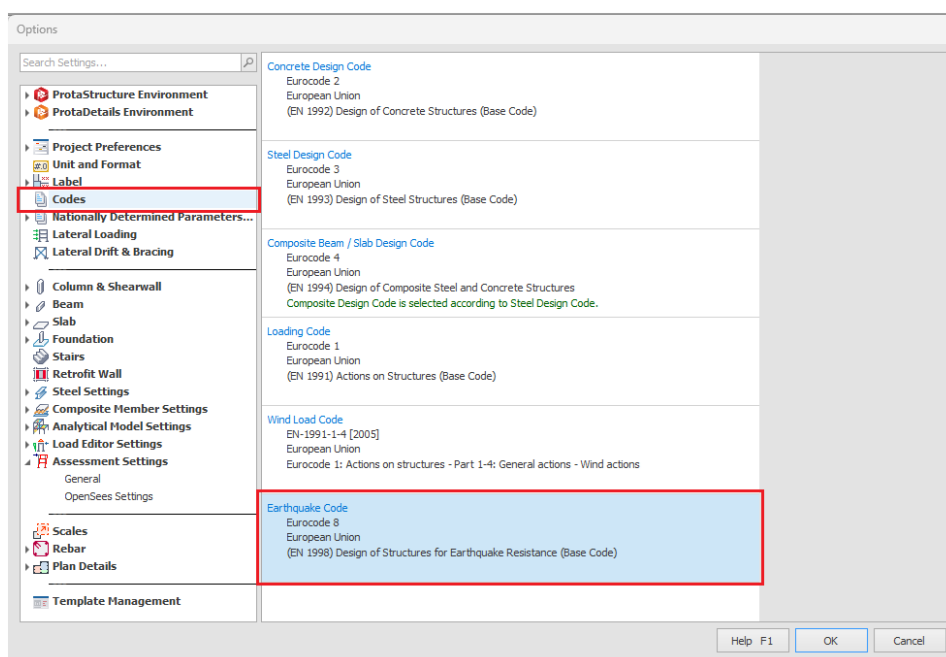 Options
Search Settings...
ProtaStructure Environment
ProtaDetails Environment
Project Preferences
Unit and Format
Label
Codes
Nationally Determined Parameters...
Lateral Loading
Lateral Drift & Bracing
Column & Shearwall
Beam
Slab
Foundation
Stairs
Retrofit Wall
Steel Settings
Composite Member Settings
Analytical Model Settings
Load Editor Settings
Assessment Settings
General
OpenSees Settings
Scales
Rebar
Plan Details
Template Management
Concrete Design Code
Eurocode 2
European Union
(EN 1992) Design of Concrete Structures (Base Code)
Steel Design Code
Eurocode 3
European Union
(EN 1993) Design of Steel Structures (Base Code)
Composite Beam / Slab Design Code
Eurocode 4
European Union
(EN 1994) Design of Composite Steel and Concrete Structures
Composite Design Code is selected according to Steel Design Code.
Loading Code
Eurocode 1
European Union
(EN 1991) Actions on Structures (Base Code)
Wind Load Code
EN-1991-1-4 [2005]
European Union
Eurocode 1: Actions on structures - Part 1-4: General actions - Wind actions
Earthquake Code
Eurocode 8
European Union
(EN 1998) Design of Structures for Earthquake Resistance (Base Code)
Help F1
OK
Cancel